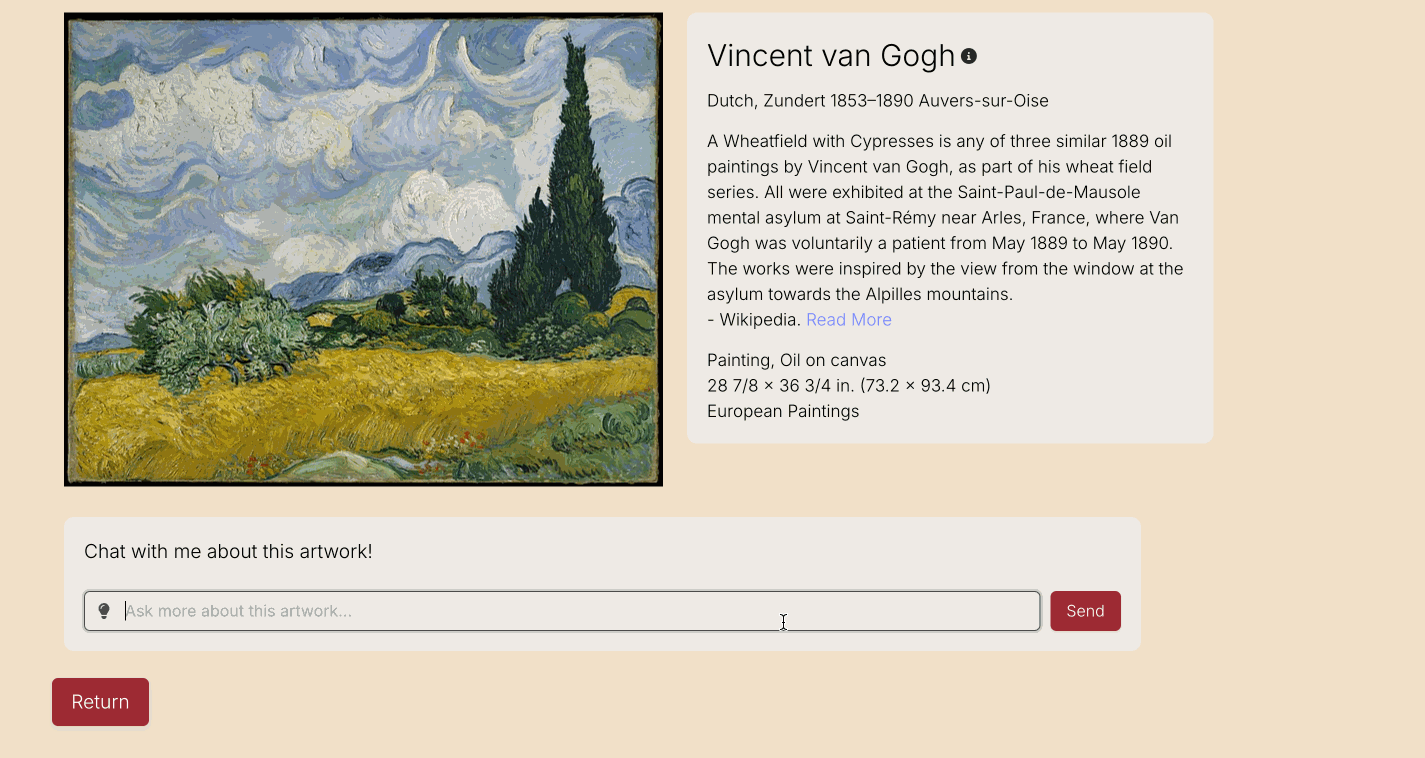 Vincent van Gogh
Dutch, Zundert 1853–1890 Auvers-sur-Oise
A Wheatfield with Cypresses is any of three similar 1889 oil
paintings by Vincent van Gogh, as part of his wheat field
series. All were exhibited at the Saint-Paul-de-Mausole
mental asylum at Saint-Rémy near Arles, France, where Van
Gogh was voluntarily a patient from May 1889 to May 1890.
The works were inspired by the view from the window at the
asylum towards the Alpilles mountains.
- Wikipedia. Read More
Painting, Oil on canvas
28 7/8 × 36 3/4 in. (73.2 × 93.4 cm)
European Paintings
Chat with me about this artwork!
Ask more about this artwork...
Send
Return